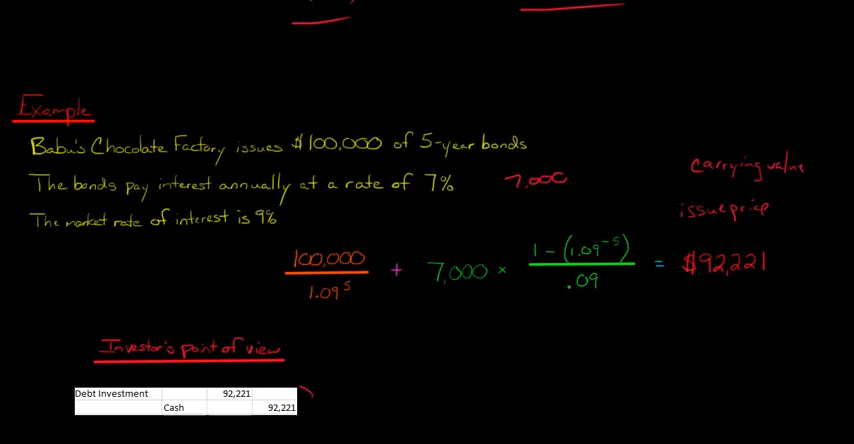 Example
Babu's Chocolate Factory issues $100,000 of 5-year bonds
The bonds pay interest annually at a rate of 7% 7,000
carrying value
issue price
The market rate of interest is 9%
100,000 / 1.09^5 + 7,000 × 1 - (1.09^-5) / .09 = $92,221
Investor's point of view
Debt Investment 92,221
Cash 92,221